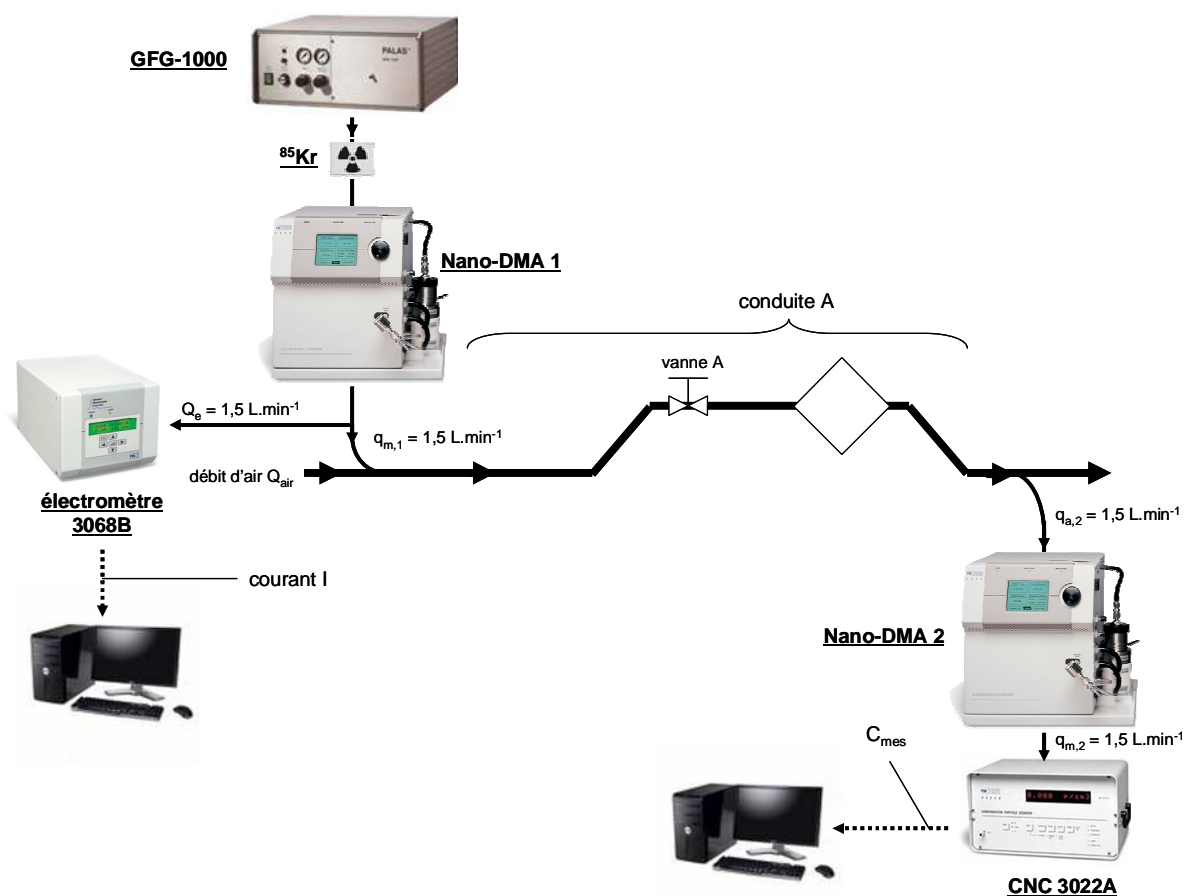 GFG-1000
PALAS
85Kr
Nano-DMA 1
conduite A
vanne A
Qe = 1,5 L.min-1
qm,1 = 1,5 L.min-1
débit d'air Qair
électromètre
3068B
qa,2 = 1,5 L.min-1
courant I
Nano-DMA 2
qm,2 = 1,5 L.min-1
Cmes
CNC 3022A